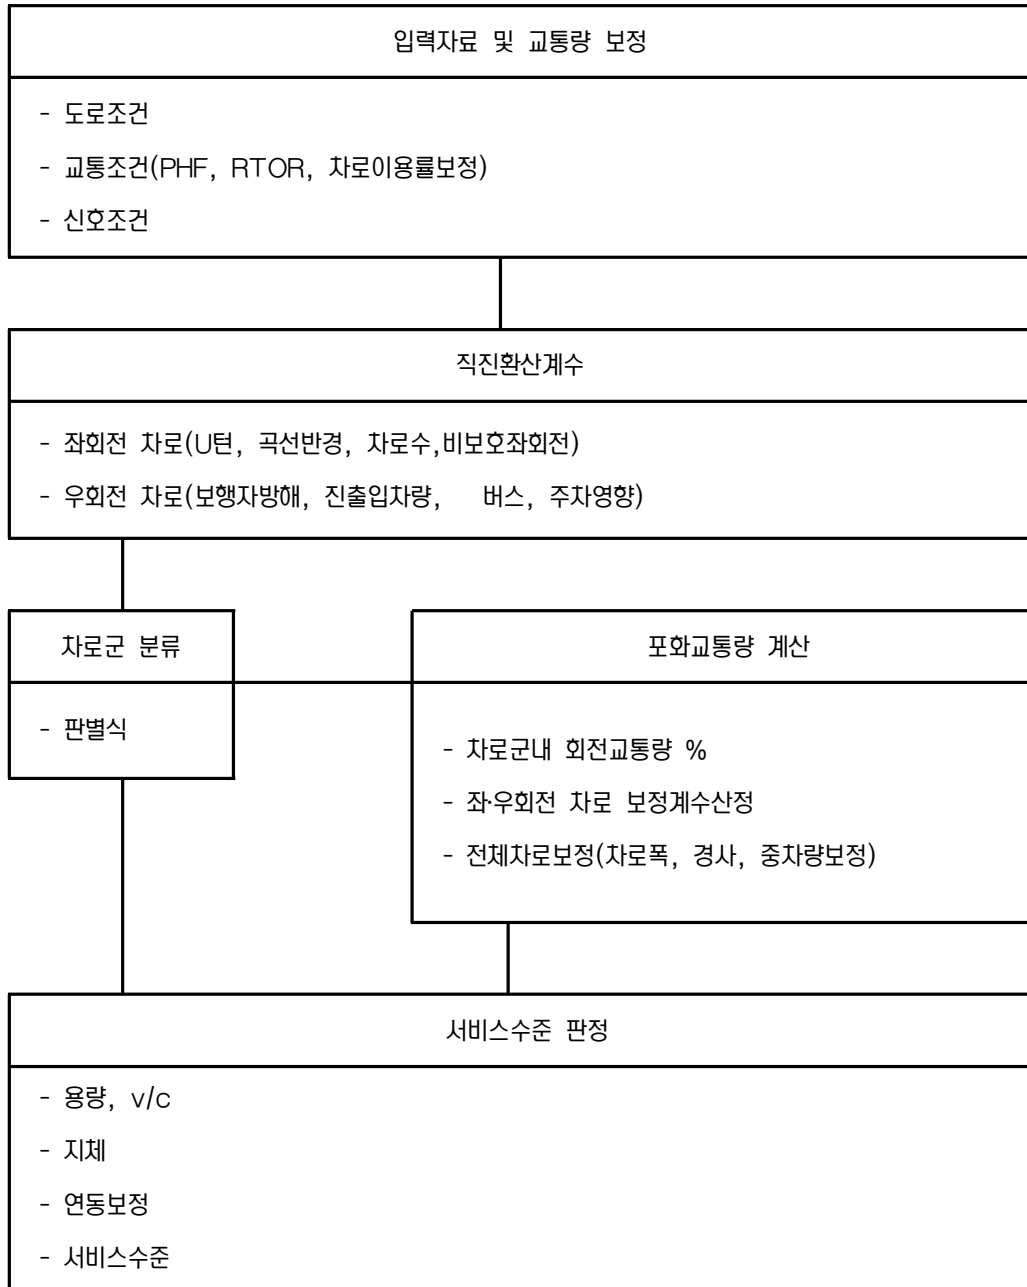 입력자료 및 교통량 보정
- 도로조건
- 교통조건(PHF, RTOR, 차로이용률보정)
- 신호조건
직진환산계수
- 좌회전 차로(U턴, 곡선반경, 차로수,비보호좌회전)
- 우회전 차로(보행자방해, 진출입차량, 버스, 주차영향)
차로군 분류
- 판별식
포화교통량 계산
- 차로군내 회전교통량 %
- 좌·우회전 차로 보정계수산정
- 전체차로보정(차로폭, 경사, 중차량보정)
서비스수준 판정
- 용량, v/c
- 지체
- 연동보정
- 서비스수준